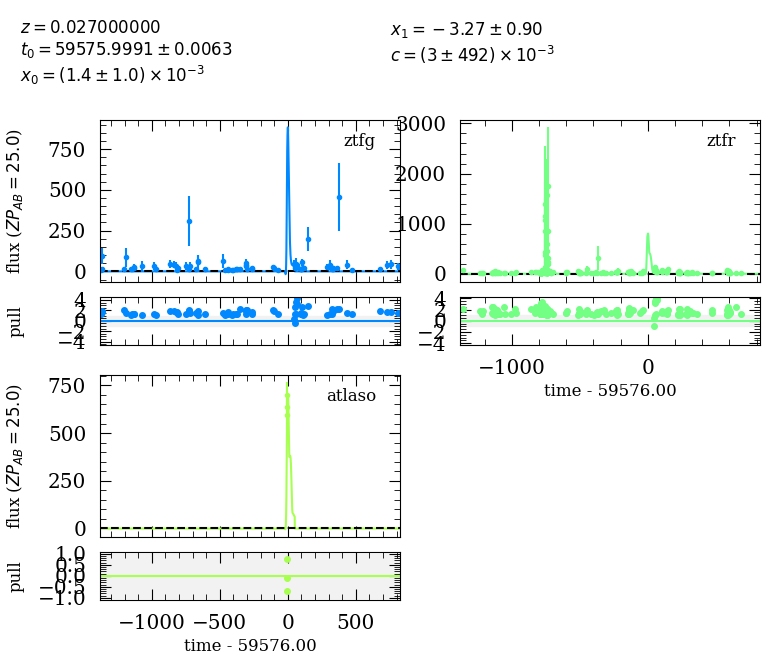 z = 0.027000000
t₀ = 59575.9991 ± 0.0063
x₀ = (1.4 ± 1.0) × 10⁻³
x₁ = −3.27 ± 0.90
c = (3 ± 492) × 10⁻³
ztfg
flux (ZP_AB = 25.0)
750
500
250
0
pull
4
2
0
−2
−4
ztfr
3000
2000
1000
0
4
2
0
−2
−4
−1000
0
time - 59576.00
atlaso
flux (ZP_AB = 25.0)
750
500
250
0
pull
1.0
0.5
0.0
−0.5
−1.0
−1000
−500
0
500
time - 59576.00